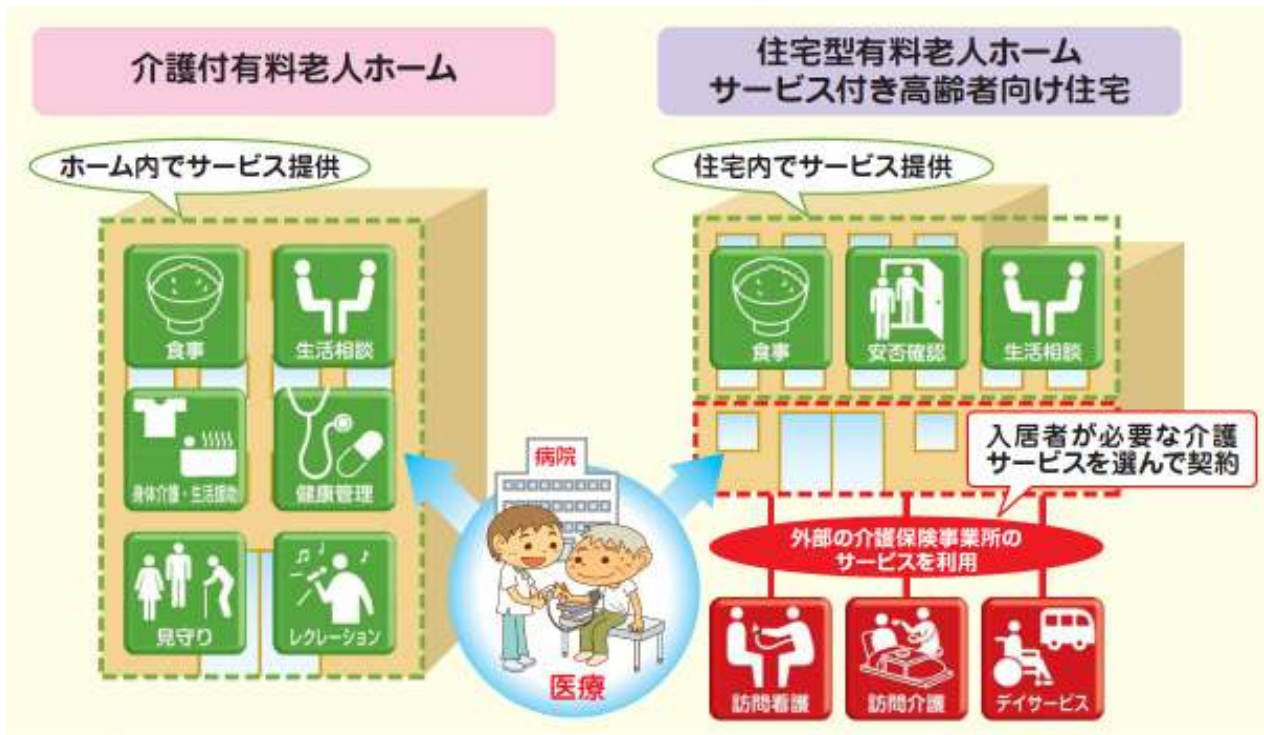 介護付有料老人ホーム
ホーム内でサービス提供
食事
生活相談
身体介護・生活援助
健康管理
見守り
レクレーション
病院
医療
住宅型有料老人ホーム
サービス付き高齢者向け住宅
住宅内でサービス提供
食事
安否確認
生活相談
入居者が必要な介護
サービスを選んで契約
外部の介護保険事業所の
サービスを利用
訪問看護
訪問介護
デイサービス